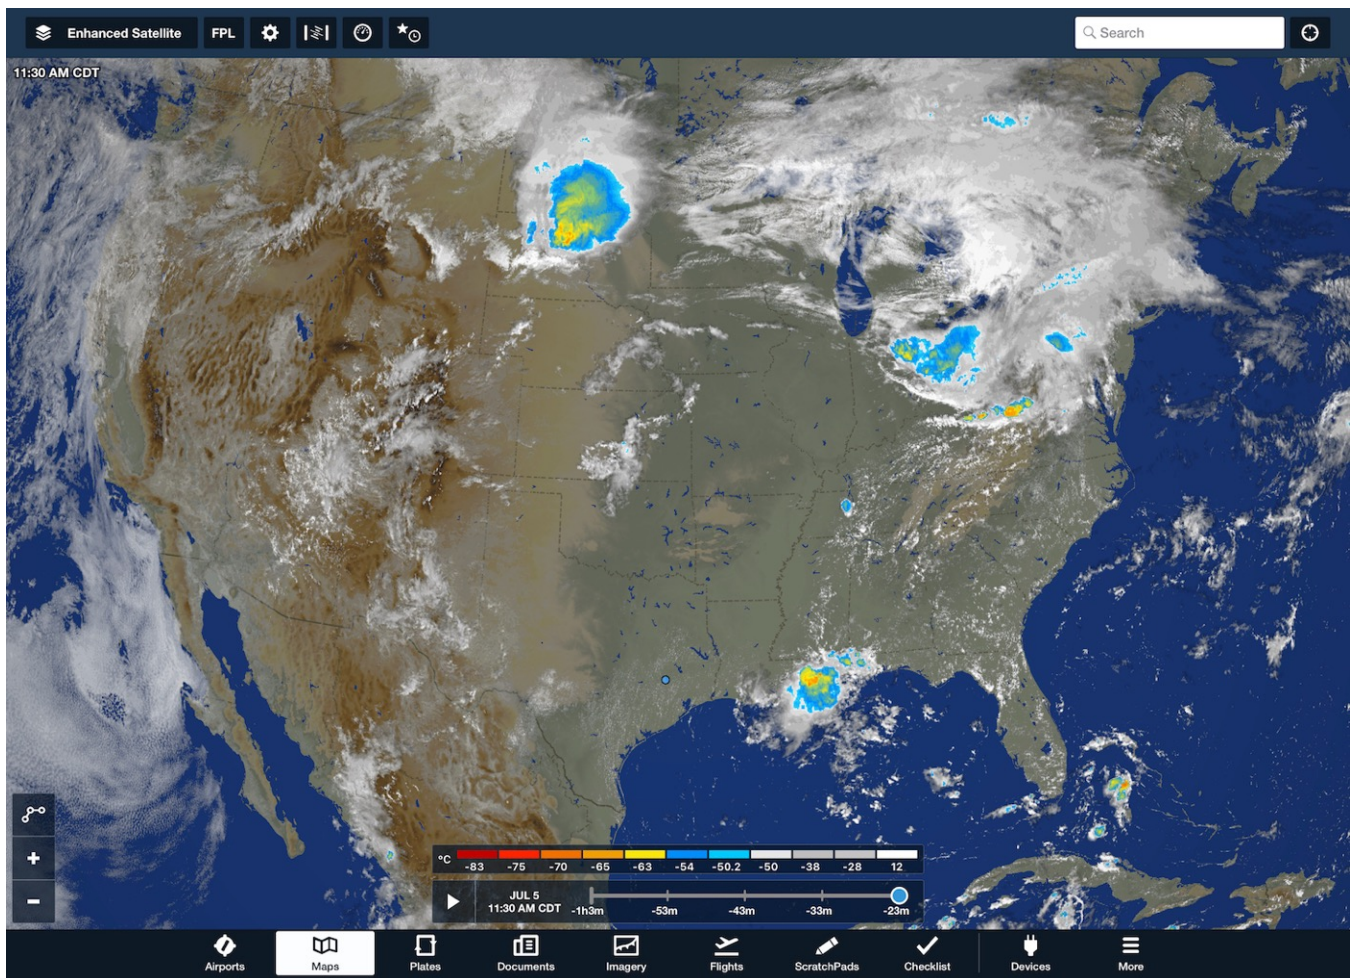 Enhanced Satellite
FPL
Search
11:30 AM CDT
°C
-83 -75 -70 -65 -63 -54 -50.2 -50 -38 -28 12
JUL 5
11:30 AM CDT
-1h3m -53m -43m -33m -23m
Airports Maps Plates Documents Imagery Flights ScratchPads Checklist Devices More